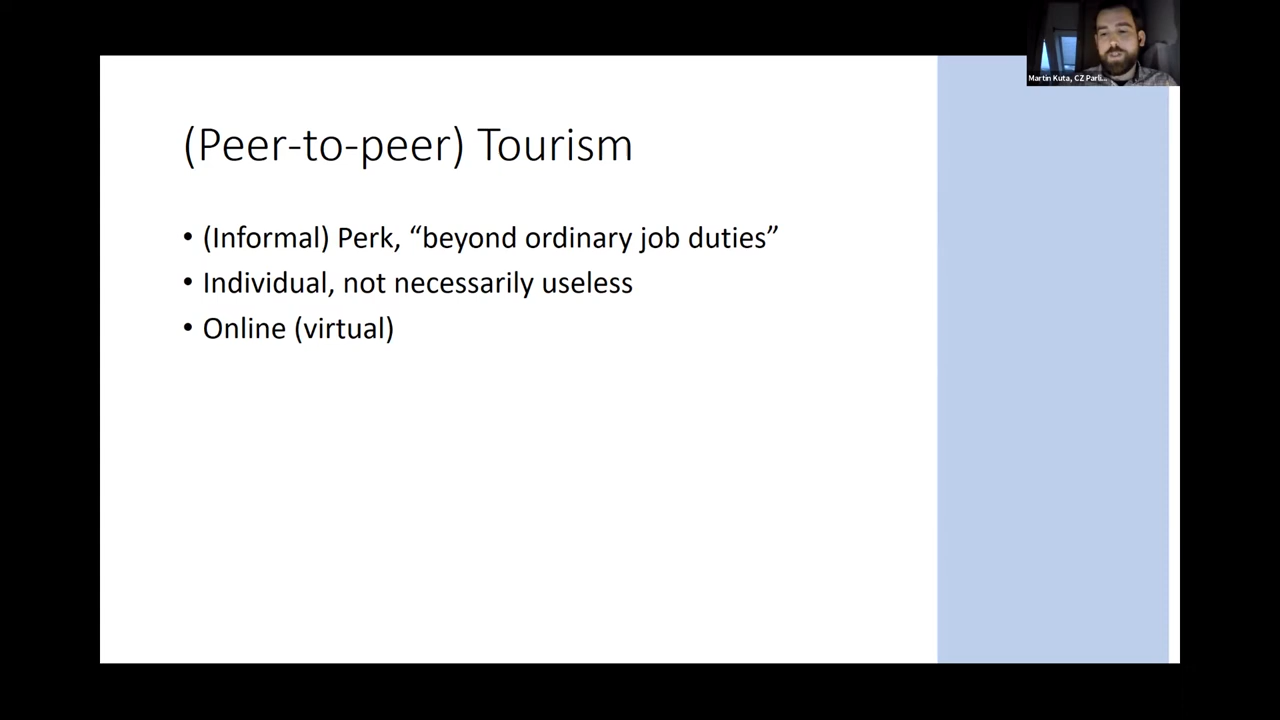 Martin Kuta, CZ Parli...
(Peer-to-peer) Tourism
• (Informal) Perk, “beyond ordinary job duties”
• Individual, not necessarily useless
• Online (virtual)